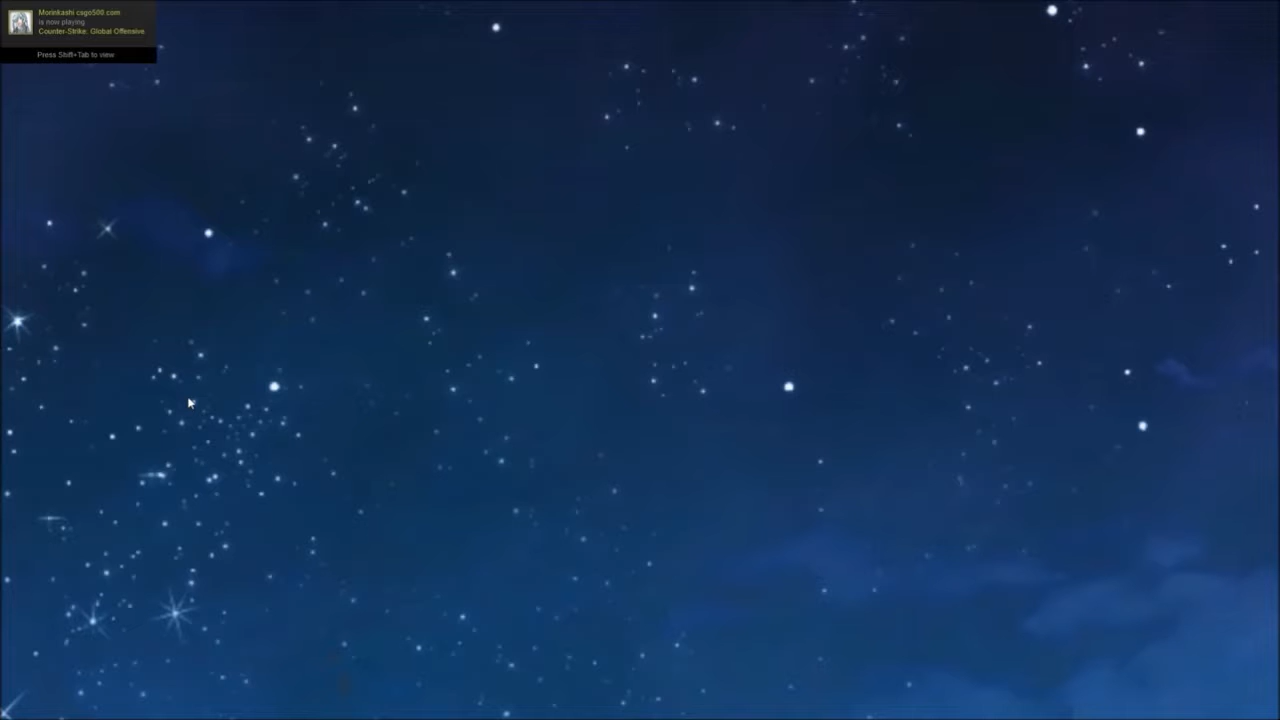 Morinkashi csgo500.com
is now playing
Counter-Strike: Global Offensive
Press Shift+Tab to view